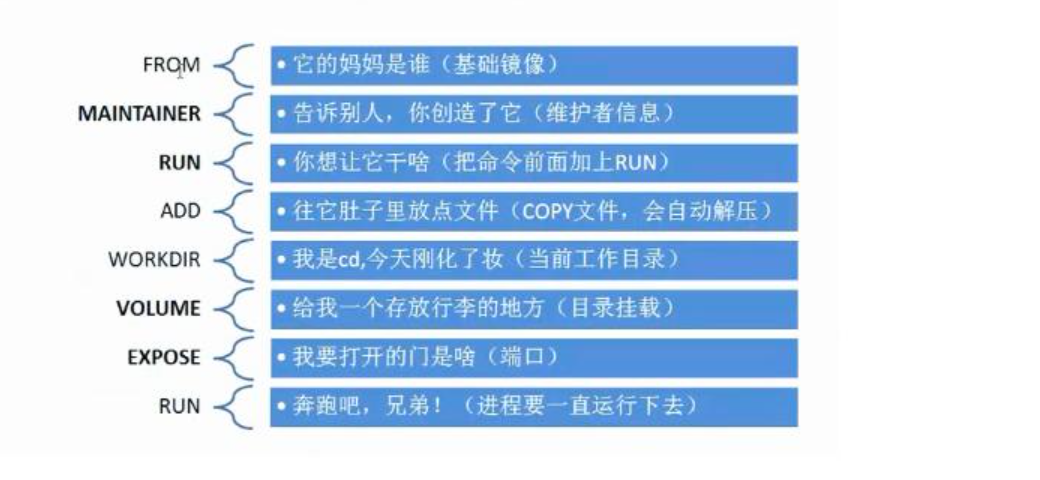 FROM • 它的妈妈是谁（基础镜像）
MAINTAINER • 告诉别人，你创造了它（维护者信息）
RUN • 你想让它干啥（把命令前面加上RUN）
ADD • 往它肚子里放点文件（COPY文件，会自动解压）
WORKDIR • 我是cd,今天刚化了妆（当前工作目录）
VOLUME • 给我一个存放行李的地方（目录挂载）
EXPOSE • 我要打开的门是啥（端口）
RUN • 奔跑吧，兄弟！（进程要一直运行下去）